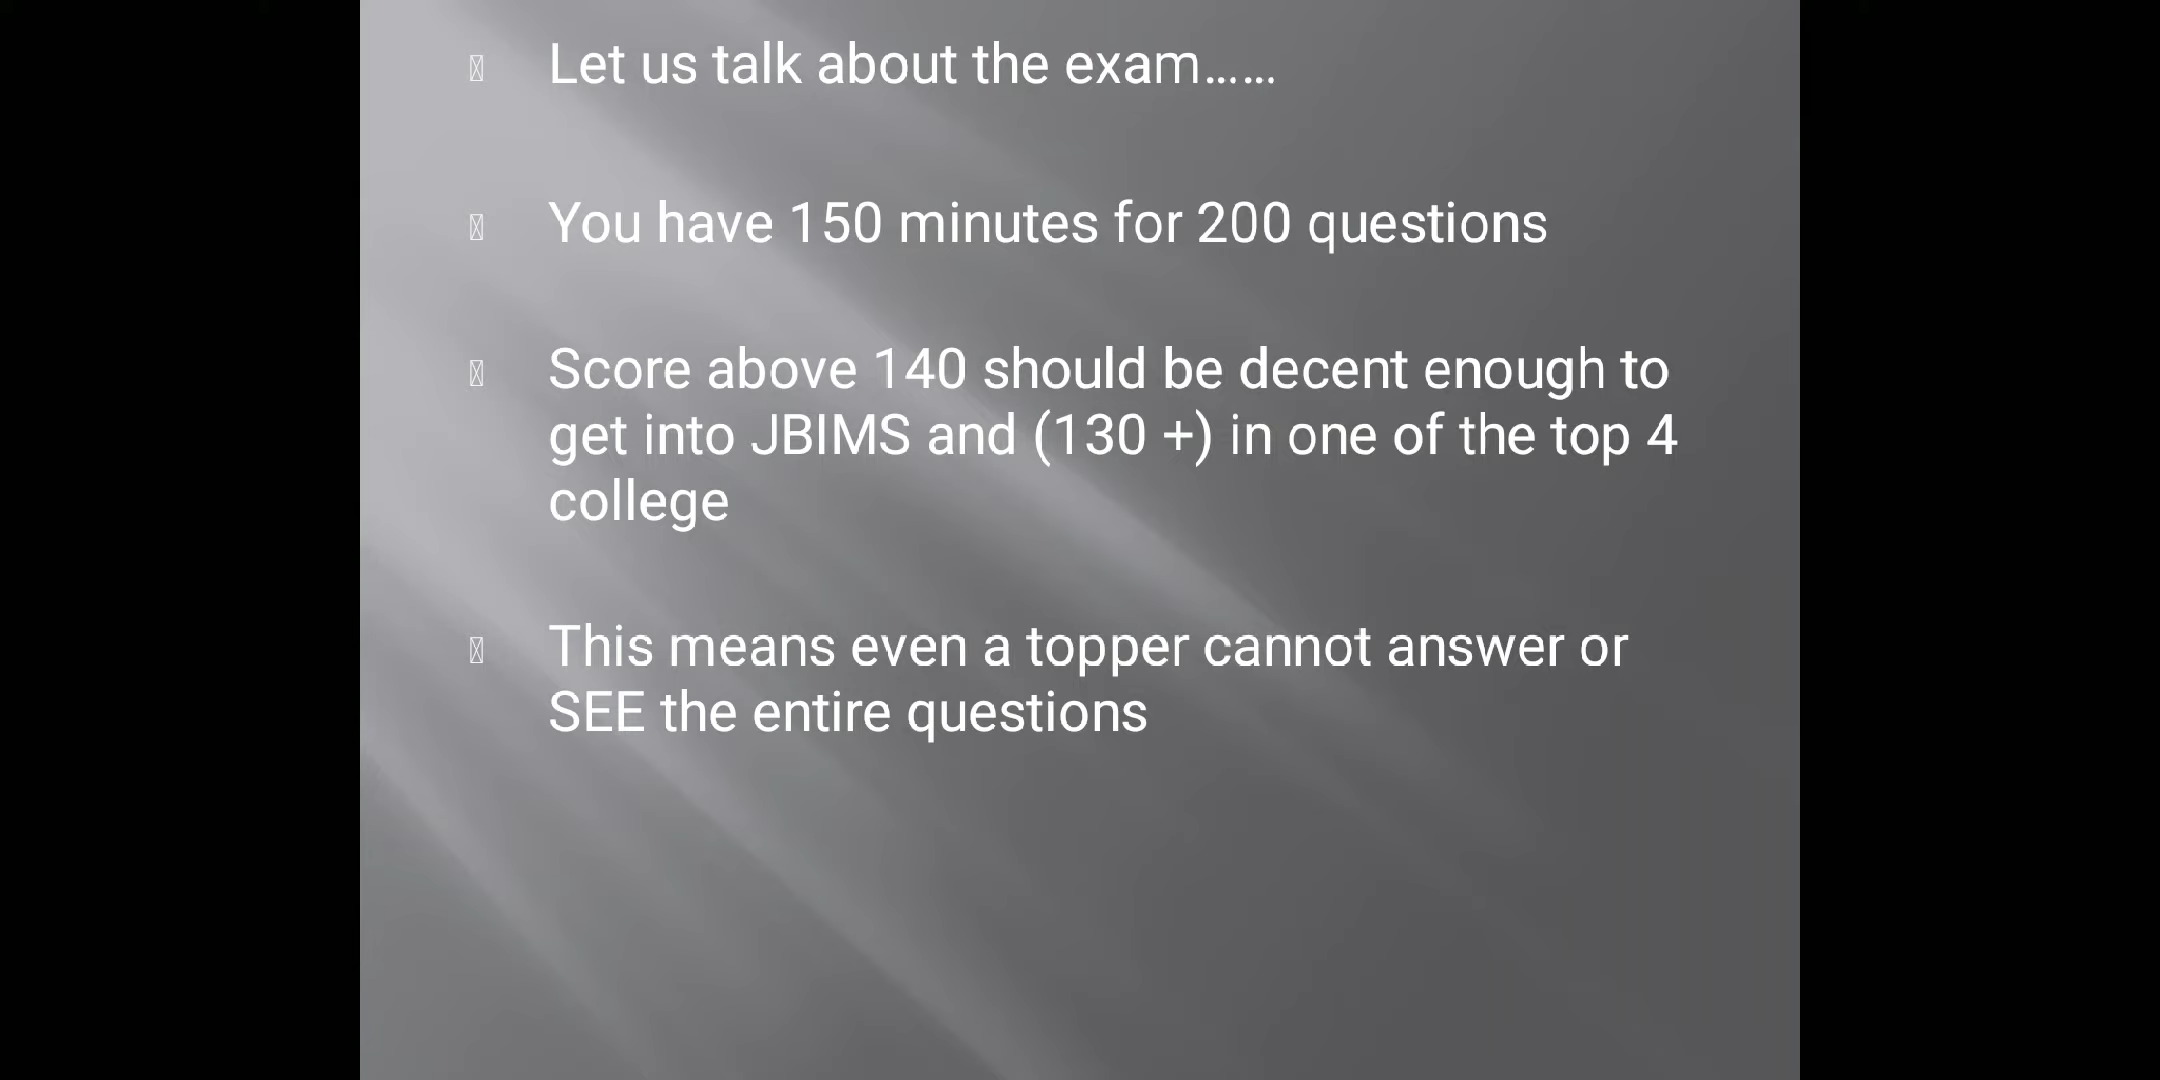 Let us talk about the exam......
You have 150 minutes for 200 questions
Score above 140 should be decent enough to
get into JBIMS and (130 +) in one of the top 4
college
This means even a topper cannot answer or
SEE the entire questions